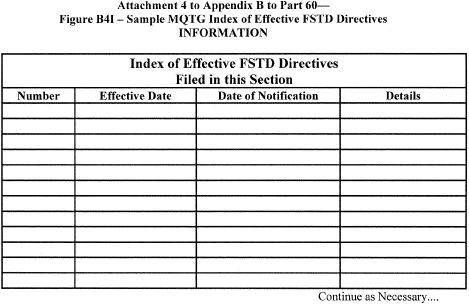 Attachment 4 to Appendix B to Part 60—
Figure B4I – Sample MQTG Index of Effective FSTD Directives
INFORMATION
Index of Effective FSTD Directives
Filed in this Section
Number Effective Date Date of Notification Details
Continue as Necessary....